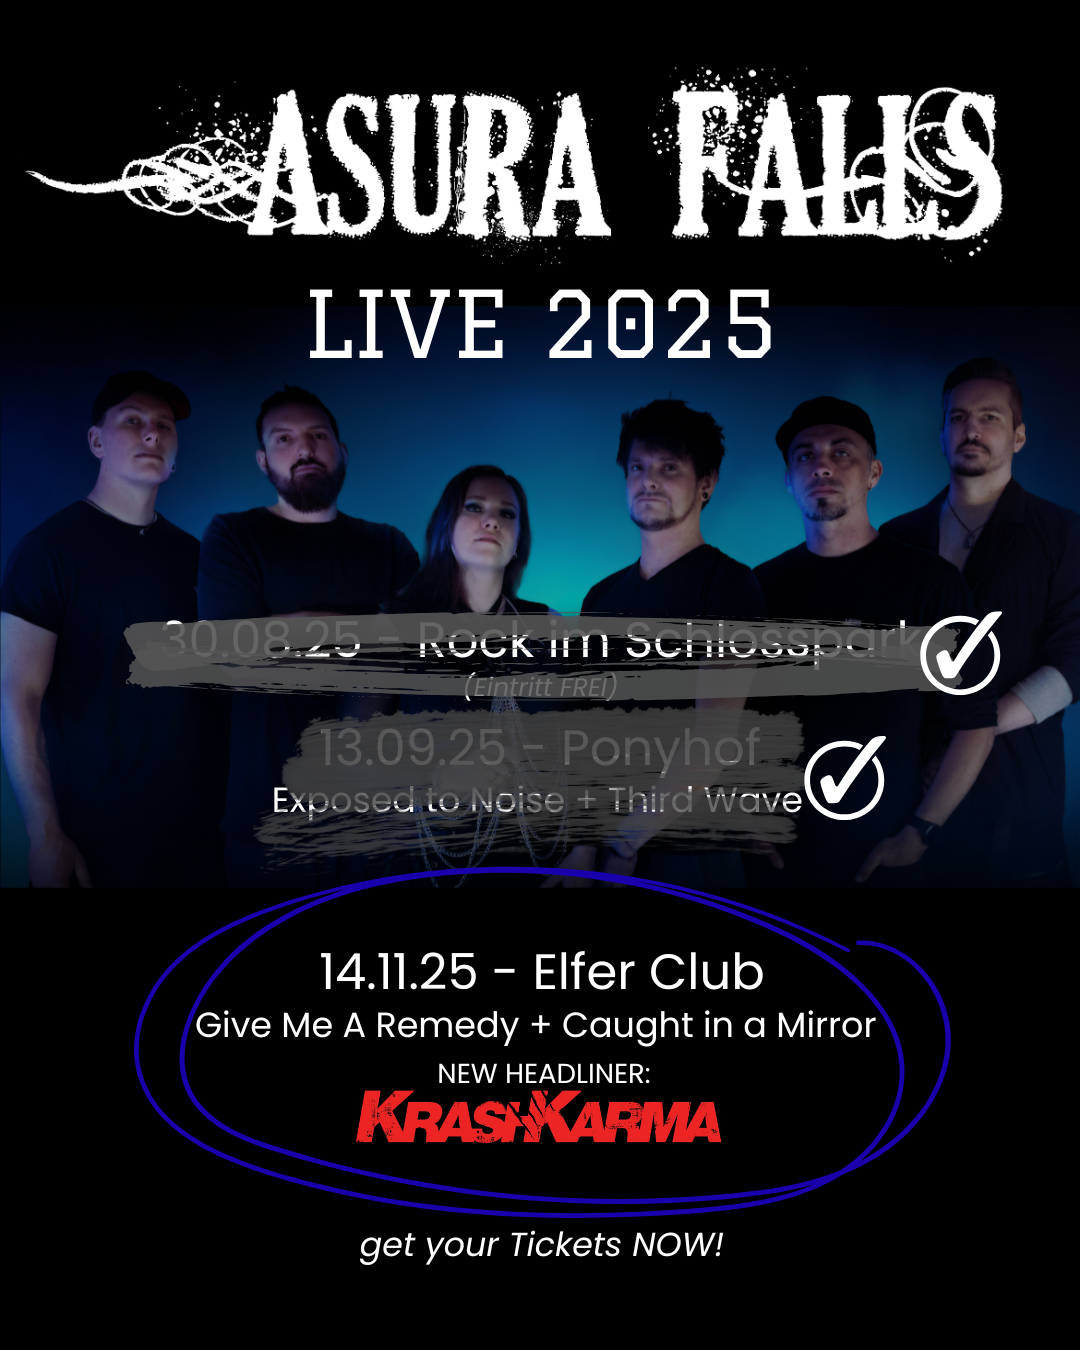 ASURA FALLS
LIVE 2025
30.08.25 - Rock im Schlosspark
(Eintritt FREI)
13.09.25 - Ponyhof
Exposed to Noise + Third Wave
14.11.25 - Elfer Club
Give Me A Remedy + Caught in a Mirror
NEW HEADLINER:
KRASHKARMA
get your Tickets NOW!